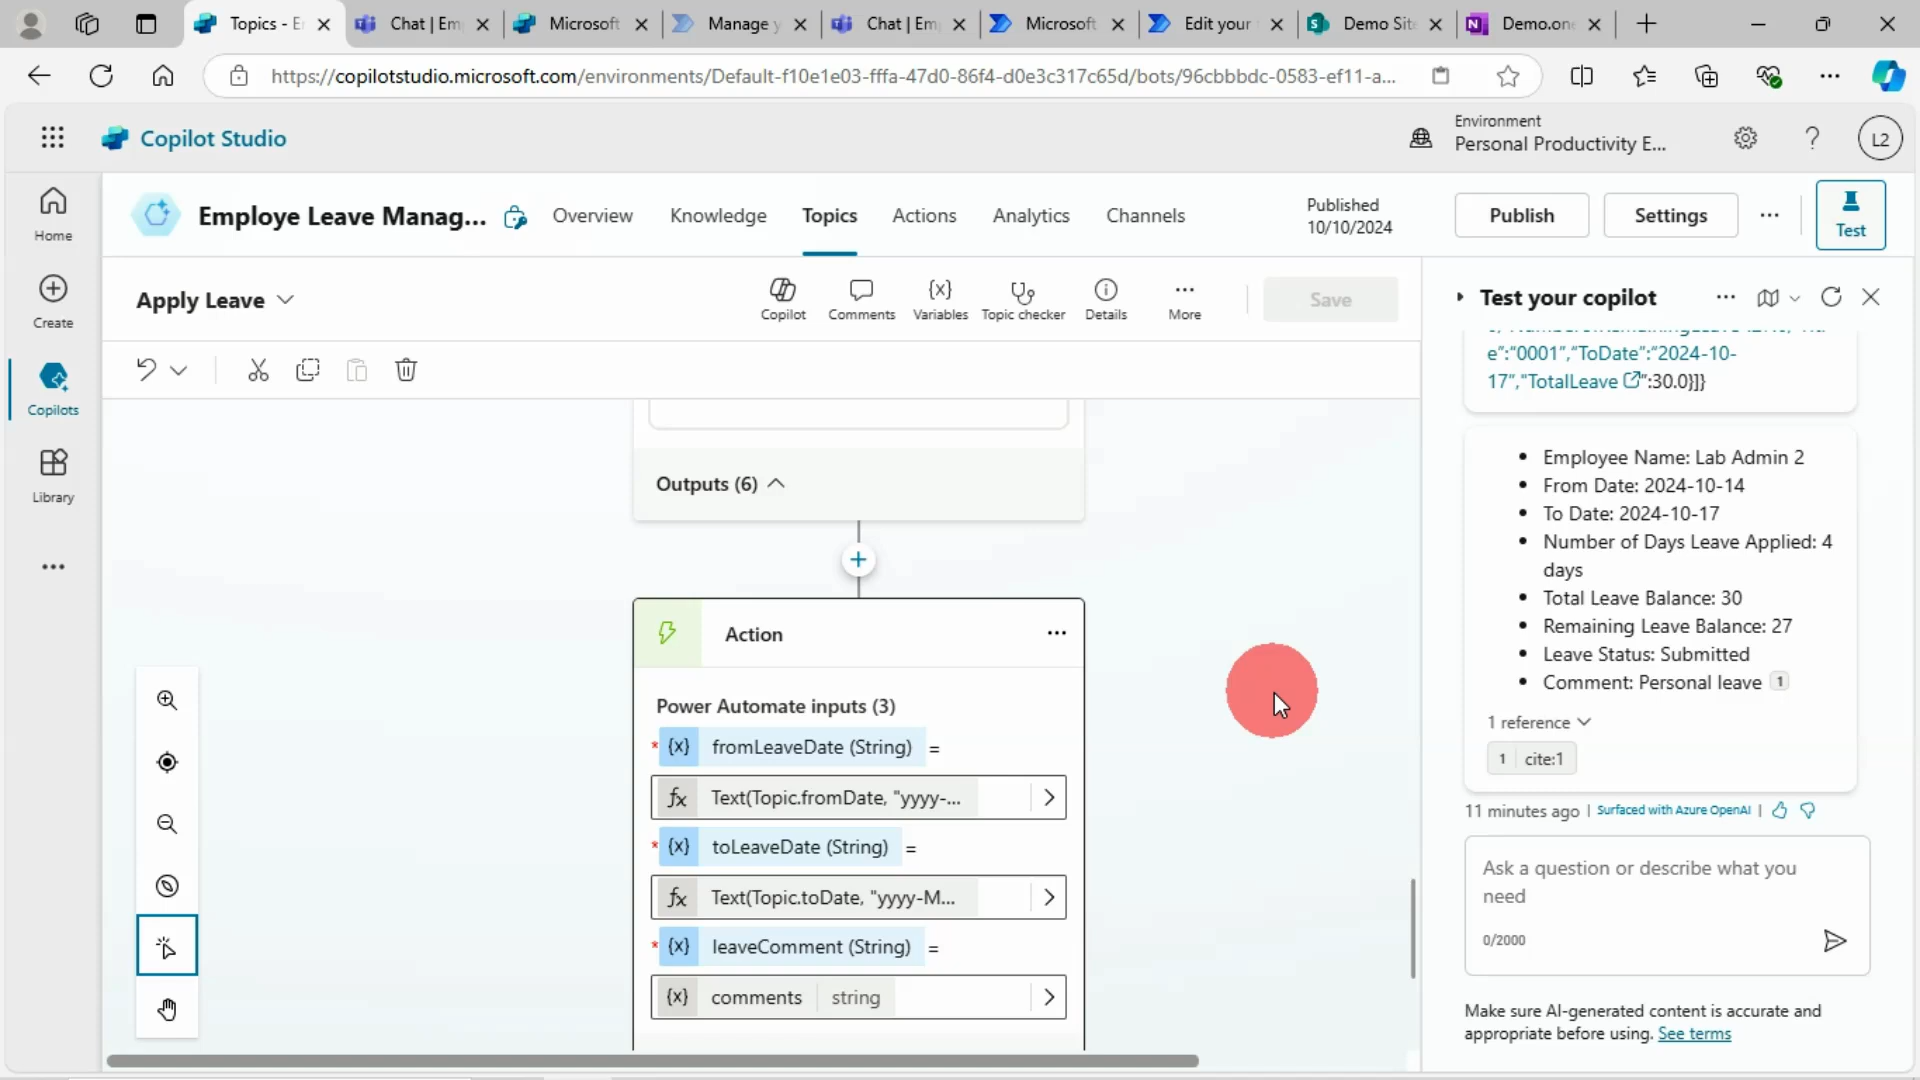 Topics - E
Chat | Em
Microsoft
Manage y
Chat | Em
Microsoft
Edit your
Demo Sit
Demo.on
https://copilotstudio.microsoft.com/environments/Default-f10e1e03-fffa-47d0-86f4-d0e3c317c65d/bots/96cbbbdc-0583-ef11-a...
Copilot Studio
Environment
Personal Productivity E...
L2
Home
Create
Copilots
Library
Employe Leave Manag...
Overview
Knowledge
Topics
Actions
Analytics
Channels
Published
10/10/2024
Publish
Settings
Test
Apply Leave
Copilot
Comments
Variables
Topic checker
Details
More
Save
Outputs (6)
Action
Power Automate inputs (3)
* {x} fromLeaveDate (String) =
fx Text(Topic.fromDate, "yyyy-...
* {x} toLeaveDate (String) =
fx Text(Topic.toDate, "yyyy-M...
* {x} leaveComment (String) =
{x} comments string
Test your copilot
e":"0001","ToDate":"2024-10-
17","TotalLeave ":30.0}]}
• Employee Name: Lab Admin 2
• From Date: 2024-10-14
• To Date: 2024-10-17
• Number of Days Leave Applied: 4
days
• Total Leave Balance: 30
• Remaining Leave Balance: 27
• Leave Status: Submitted
• Comment: Personal leave 1
1 reference
1 cite:1
11 minutes ago | Surfaced with Azure OpenAI |
Ask a question or describe what you
need
0/2000
Make sure AI-generated content is accurate and
appropriate before using. See terms